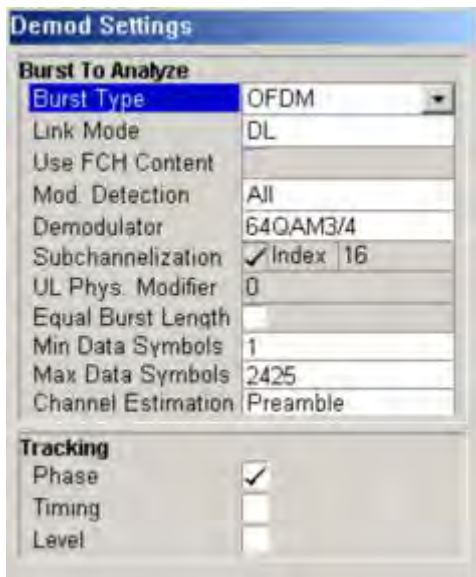 Demod Settings
Burst To Analyze
Burst Type OFDM
Link Mode DL
Use FCH Content
Mod. Detection All
Demodulator 64QAM3/4
Subchannelization ✓ Index 16
UL Phys. Modifier 0
Equal Burst Length
Min Data Symbols 1
Max Data Symbols 2425
Channel Estimation Preamble
Tracking
Phase ✓
Timing
Level